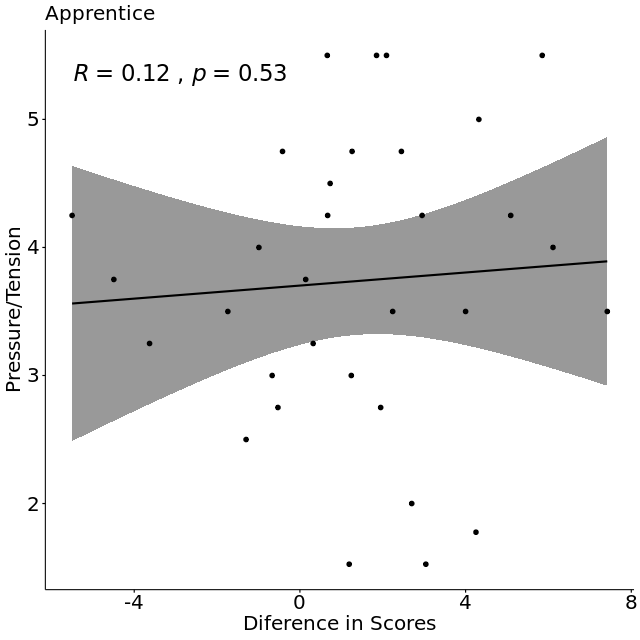 Apprentice
R = 0.12 , p = 0.53
5
4
3
2
Pressure/Tension
-4 0 4 8
Diference in Scores